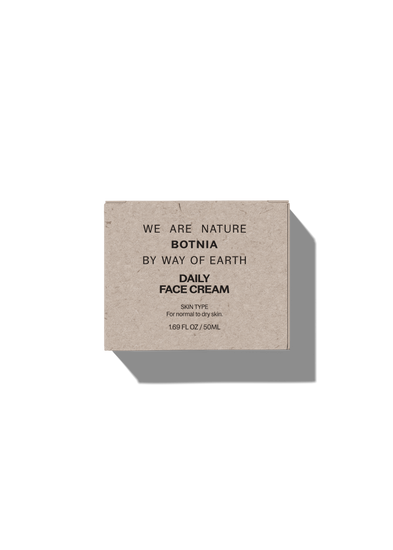 WE ARE NATURE
BOTNIA
BY WAY OF EARTH
DAILY
FACE CREAM
SKIN TYPE
For normal to dry skin.
1.69 FL OZ / 50ML